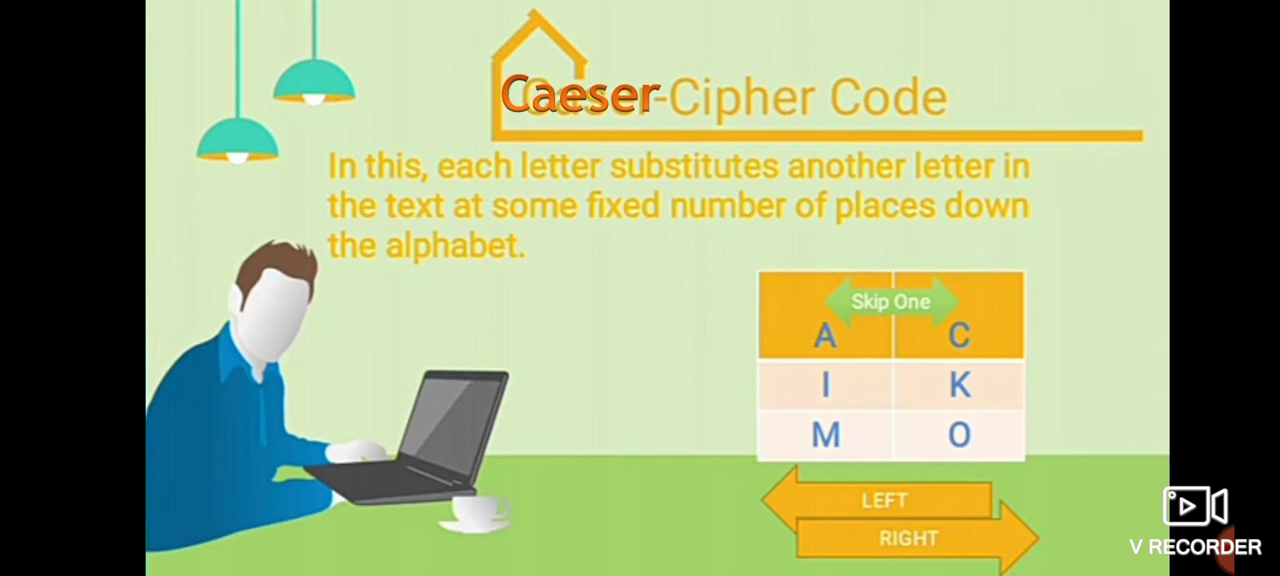 Caeser-Cipher Code
In this, each letter substitutes another letter in
the text at some fixed number of places down
the alphabet.
Skip One
A C
I K
M O
LEFT
RIGHT
V RECORDER